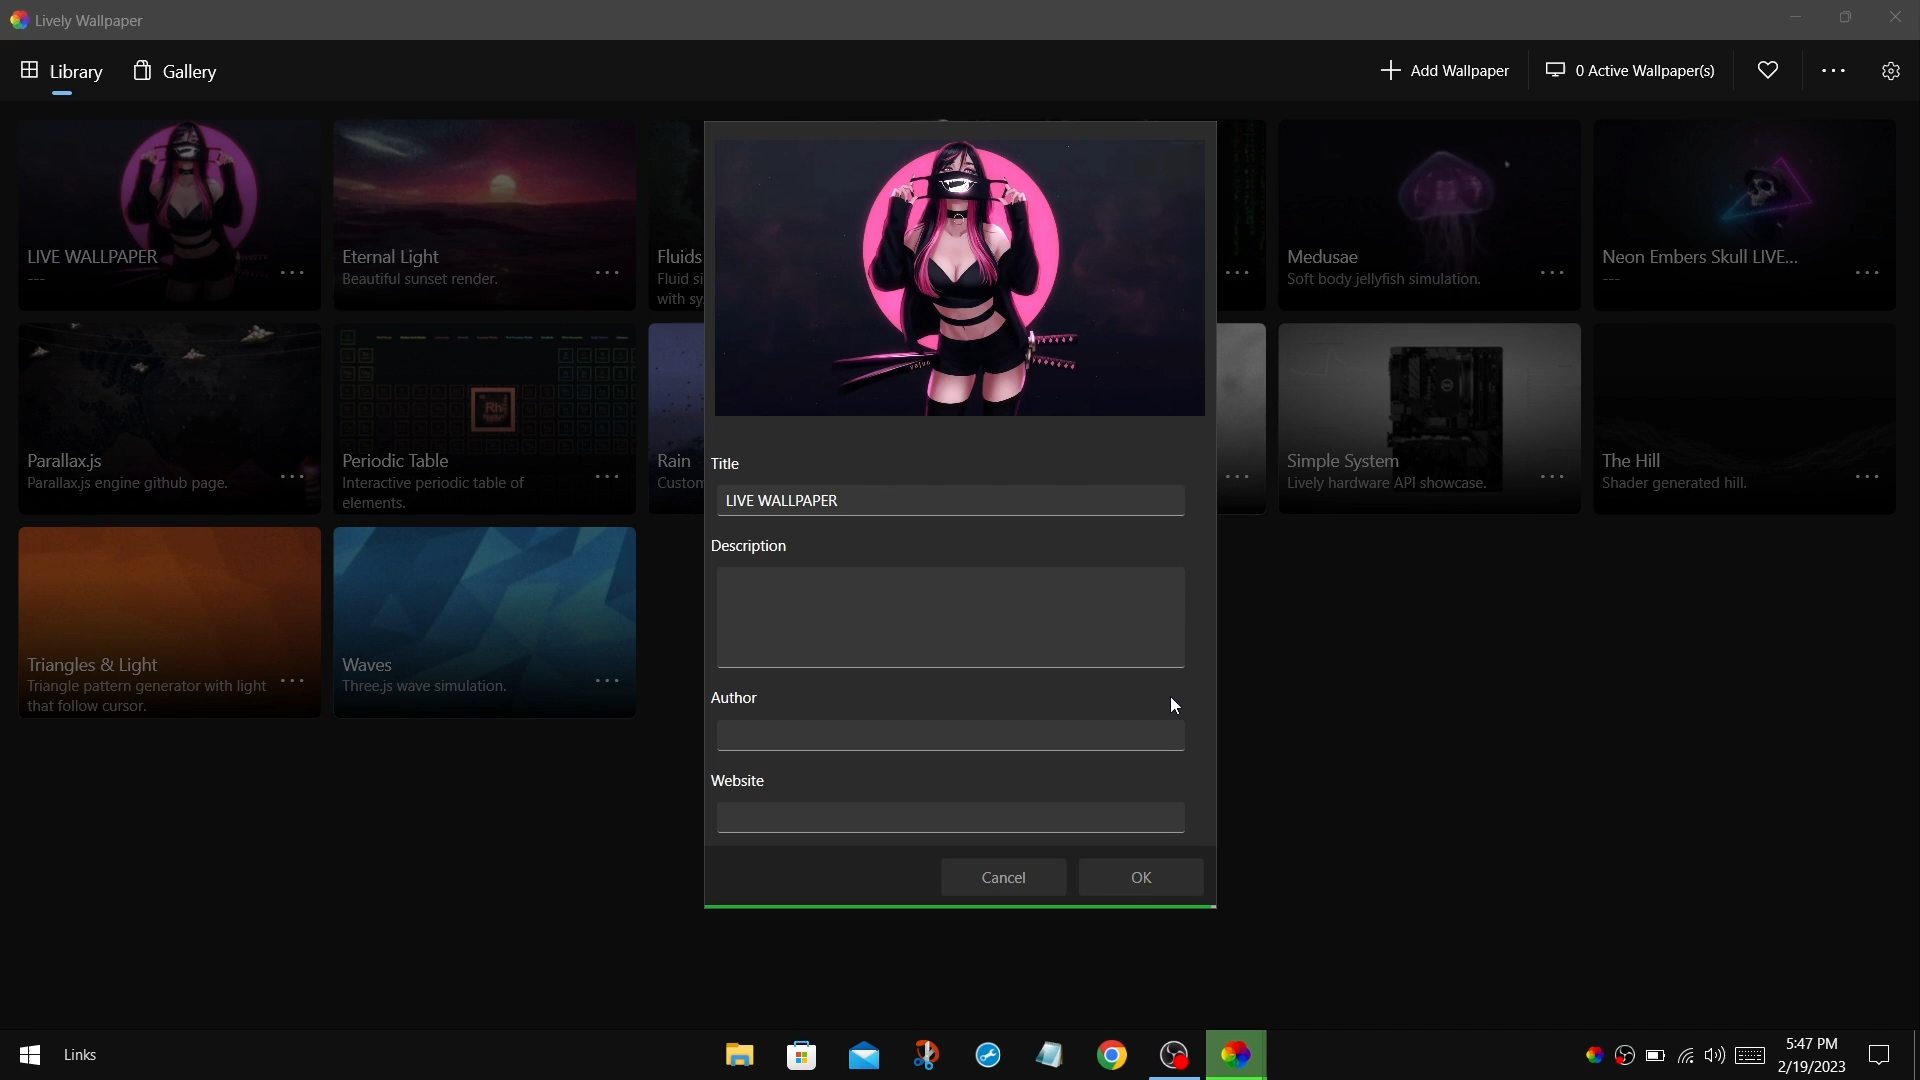 Lively Wallpaper
Library
Gallery
Add Wallpaper
0 Active Wallpaper(s)
LIVE WALLPAPER
---
Eternal Light
Beautiful sunset render.
Fluids
Fluid si
with sy
Medusae
Soft body jellyfish simulation.
Neon Embers Skull LIVE...
---
Parallax.js
Parallax.js engine github page.
Periodic Table
Interactive periodic table of
elements.
Rh
Rain
Custom
Simple System
Lively hardware API showcase.
The Hill
Shader generated hill.
Triangles & Light
Triangle pattern generator with light
that follow cursor.
Waves
Three.js wave simulation.
Title
LIVE WALLPAPER
Description
Author
Website
Cancel
OK
Links
5:47 PM
2/19/2023